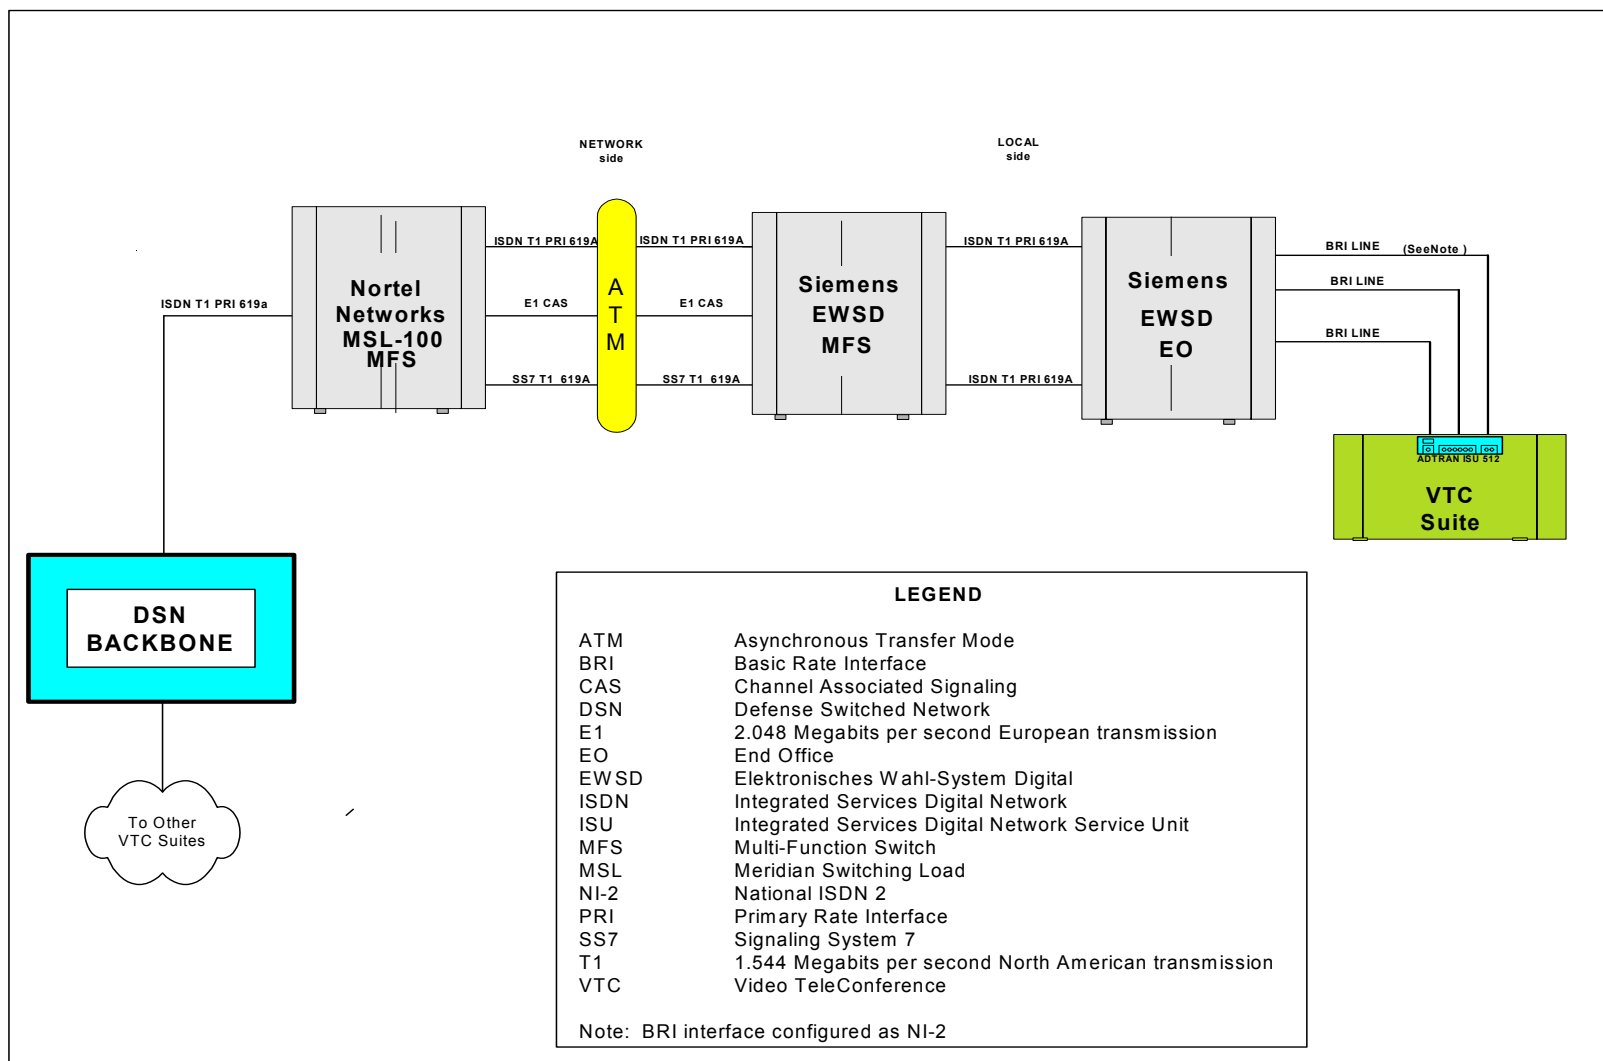 NETWORK
side
LOCAL
side
ISDN T1 PRI 619a
Nortel
Networks
MSL-100
MFS
ISDN T1 PRI 619A
E1 CAS
SS7 T1 619A
A
T
M
ISDN T1 PRI 619A
E1 CAS
SS7 T1 619A
Siemens
EWSD
MFS
ISDN T1 PRI 619A
ISDN T1 PRI 619A
Siemens
EWSD
EO
BRI LINE (SeeNote )
BRI LINE
BRI LINE
ADTRAN ISU 512
VTC
Suite
DSN
BACKBONE
To Other
VTC Suites
LEGEND
ATM Asynchronous Transfer Mode
BRI Basic Rate Interface
CAS Channel Associated Signaling
DSN Defense Switched Network
E1 2.048 Megabits per second European transmission
EO End Office
EWSD Elektronisches Wahl-System Digital
ISDN Integrated Services Digital Network
ISU Integrated Services Digital Network Service Unit
MFS Multi-Function Switch
MSL Meridian Switching Load
NI-2 National ISDN 2
PRI Primary Rate Interface
SS7 Signaling System 7
T1 1.544 Megabits per second North American transmission
VTC Video TeleConference
Note: BRI interface configured as NI-2